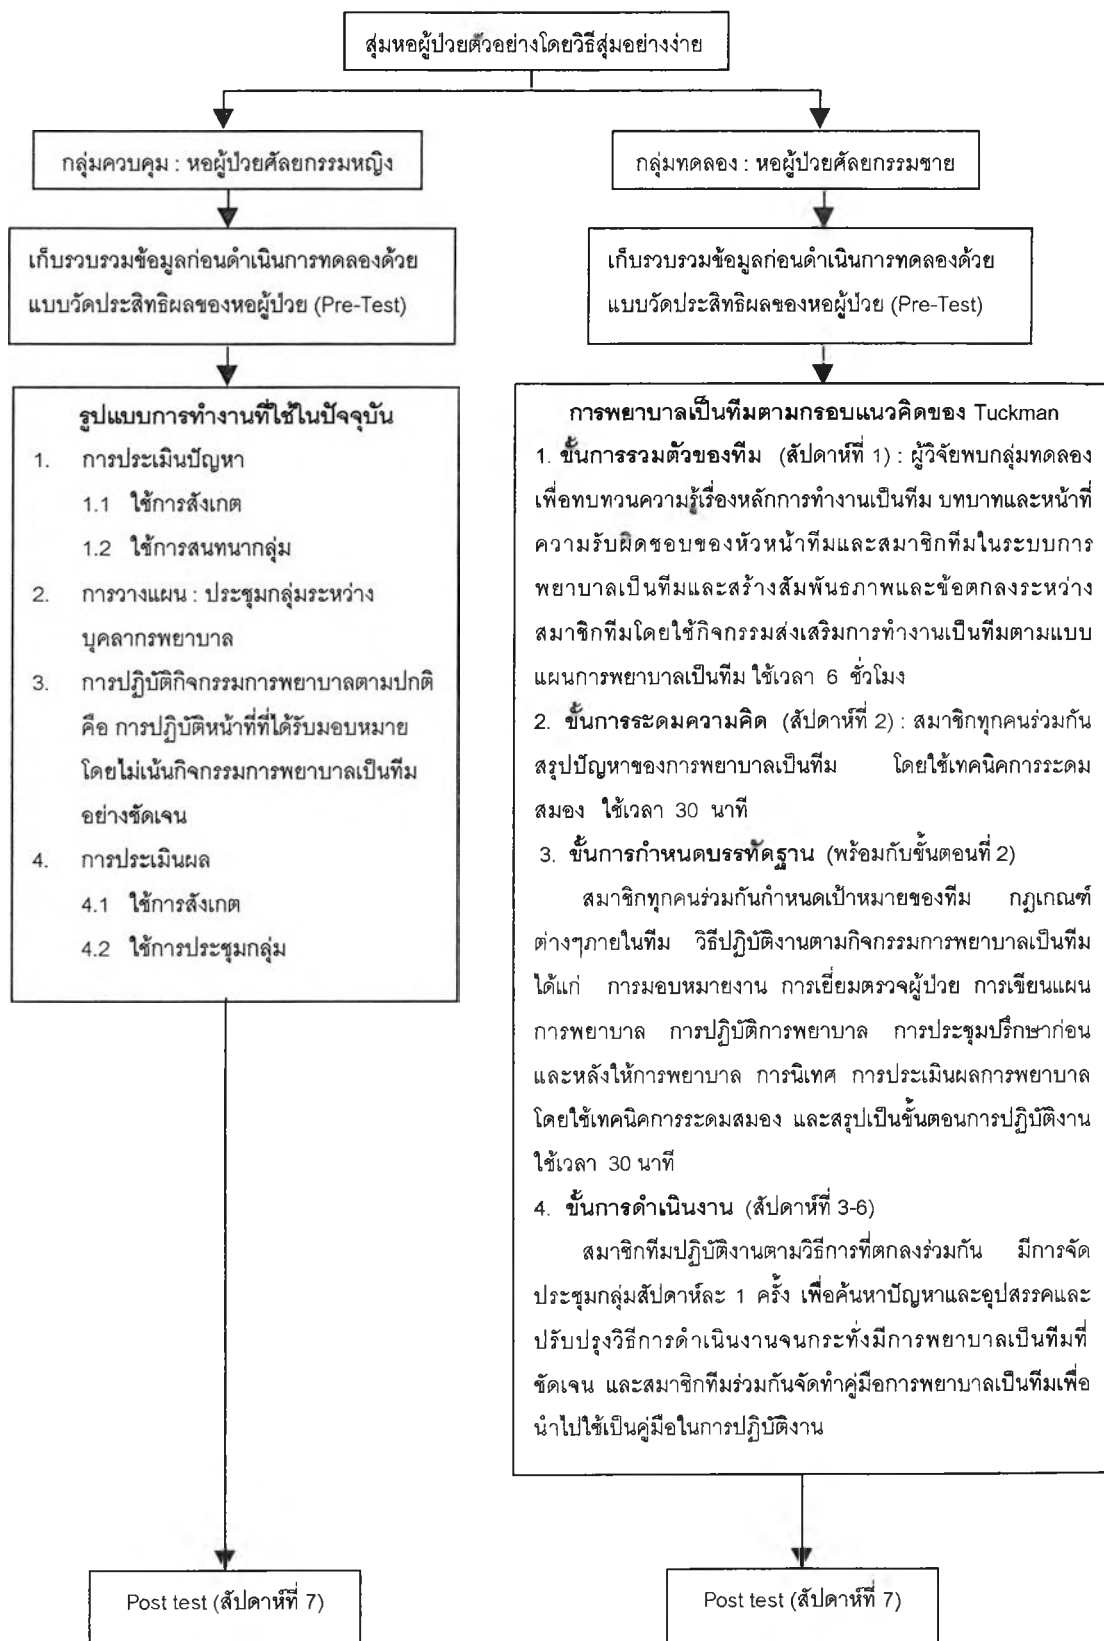 สุ่มหอผู้ป่วยตัวอย่างโดยวิธีสุ่มอย่างง่าย
กลุ่มควบคุม : หอผู้ป่วยศัลยกรรมหญิง
เก็บรวบรวมข้อมูลก่อนดำเนินการทดลองด้วย
แบบวัดประสิทธิผลของหอผู้ป่วย (Pre-Test)
รูปแบบการทำงานที่ใช้ในปัจจุบัน
1. การประเมินปัญหา
1.1 ใช้การสังเกต
1.2 ใช้การสนทนากลุ่ม
2. การวางแผน : ประชุมกลุ่มระหว่าง
บุคลากรพยาบาล
3. การปฏิบัติกิจกรรมการพยาบาลตามปกติ
คือ การปฏิบัติหน้าที่ที่ได้รับมอบหมาย
โดยไม่เน้นกิจกรรมการพยาบาลเป็นทีม
อย่างชัดเจน
4. การประเมินผล
4.1 ใช้การสังเกต
4.2 ใช้การประชุมกลุ่ม
Post test (สัปดาห์ที่ 7)
กลุ่มทดลอง : หอผู้ป่วยศัลยกรรมชาย
เก็บรวบรวมข้อมูลก่อนดำเนินการทดลองด้วย
แบบวัดประสิทธิผลของหอผู้ป่วย (Pre-Test)
การพยาบาลเป็นทีมตามกรอบแนวคิดของ Tuckman
1. ขั้นการรวมตัวของทีม (สัปดาห์ที่ 1) : ผู้วิจัยพบกลุ่มทดลอง
เพื่อทบทวนความรู้เรื่องหลักการทำงานเป็นทีม บทบาทและหน้าที่
ความรับผิดชอบของหัวหน้าทีมและสมาชิกทีมในระบบการ
พยาบาลเป็นทีมและสร้างสัมพันธภาพและข้อตกลงระหว่าง
สมาชิกทีมโดยใช้กิจกรรมส่งเสริมการทำงานเป็นทีมตามแบบ
แผนการพยาบาลเป็นทีม ใช้เวลา 6 ชั่วโมง
2. ขั้นการระดมความคิด (สัปดาห์ที่ 2) : สมาชิกทุกคนร่วมกัน
สรุปปัญหาของการพยาบาลเป็นทีม โดยใช้เทคนิคการระดม
สมอง ใช้เวลา 30 นาที
3. ขั้นการกำหนดบรรทัดฐาน (พร้อมกับขั้นตอนที่ 2)
สมาชิกทุกคนร่วมกันกำหนดเป้าหมายของทีม กฎเกณฑ์
ต่างๆภายในทีม วิธีปฏิบัติงานตามกิจกรรมการพยาบาลเป็นทีม
ได้แก่ การมอบหมายงาน การเยี่ยมตรวจผู้ป่วย การเขียนแผน
การพยาบาล การปฏิบัติการพยาบาล การประชุมปรึกษาก่อน
และหลังให้การพยาบาล การนิเทศ การประเมินผลการพยาบาล
โดยใช้เทคนิคการระดมสมอง และสรุปเป็นขั้นตอนการปฏิบัติงาน
ใช้เวลา 30 นาที
4. ขั้นการดำเนินงาน (สัปดาห์ที่ 3-6)
สมาชิกทีมปฏิบัติงานตามวิธีการที่ตกลงร่วมกัน มีการจัด
ประชุมกลุ่มสัปดาห์ละ 1 ครั้ง เพื่อค้นหาปัญหาและอุปสรรคและ
ปรับปรุงวิธีการดำเนินงานจนกระทั่งมีการพยาบาลเป็นทีมที่
ชัดเจน และสมาชิกทีมร่วมกันจัดทำคู่มือการพยาบาลเป็นทีมเพื่อ
นำไปใช้เป็นคู่มือในการปฏิบัติงาน
Post test (สัปดาห์ที่ 7)